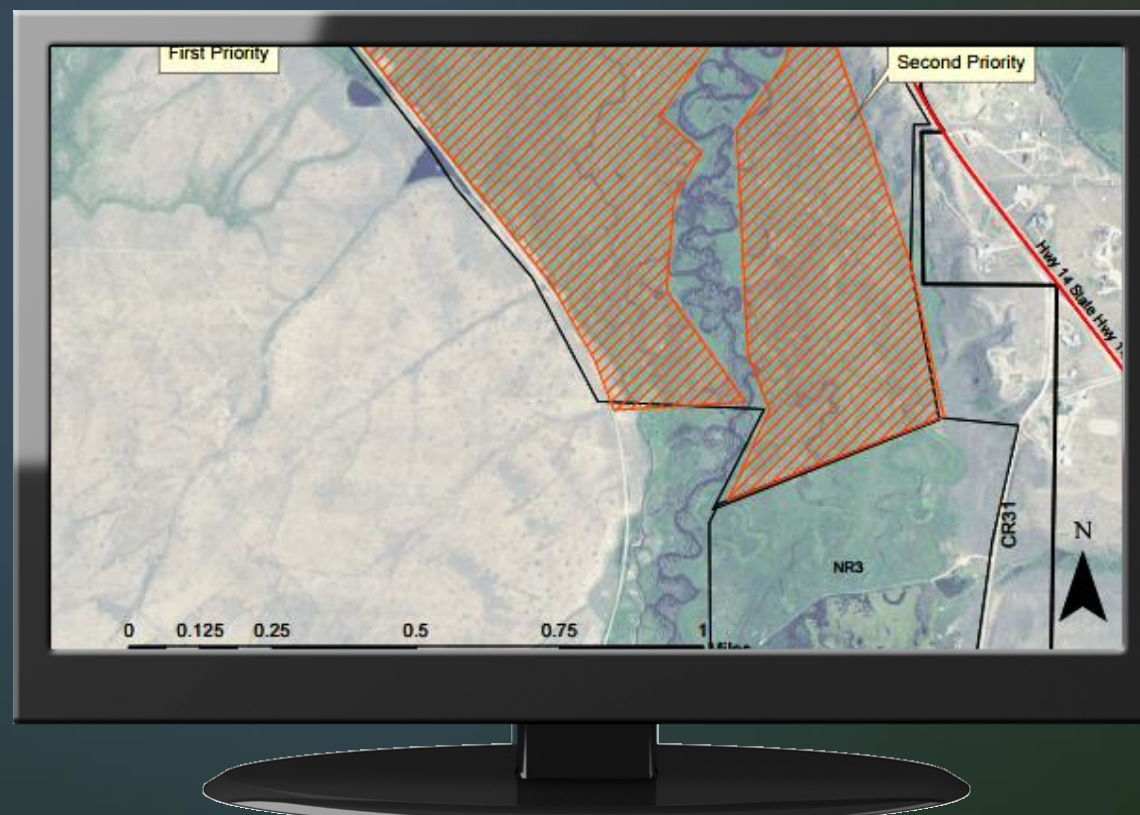 First Priority
Second Priority
Hwy 14 State Hwy
CR31
N
NR3
0 0.125 0.25 0.5 0.75 1
Miles